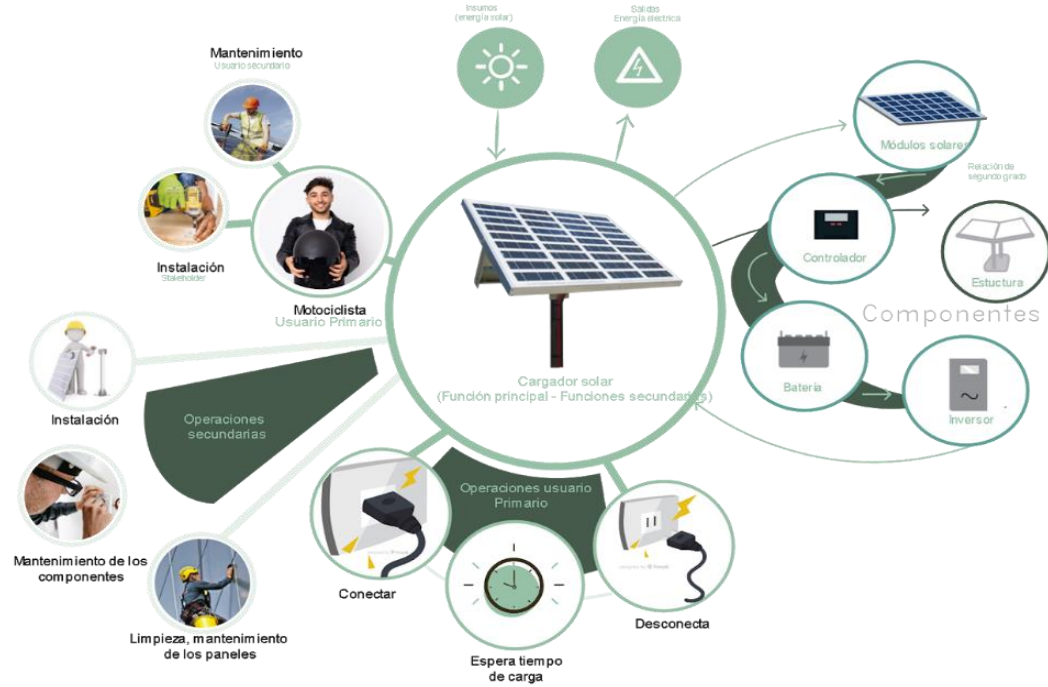 Insumos
(energía solar)
Salidas
Energía electrica
Mantenimiento
Usuario secundario
Módulos solares
Relación de
segundo grado
Instalación
Stakeholder
Controlador
Estuctura
Motociclista
Usuario Primario
Componentes
Cargador solar
(Función principal - Funciones secundarias)
Batería
Inversor
Instalación
Operaciones
secundarias
Operaciones usuario
Primario
Mantenimiento de los
componentes
Conectar
Desconecta
Limpieza, mantenimiento
de los paneles
Espera tiempo
de carga